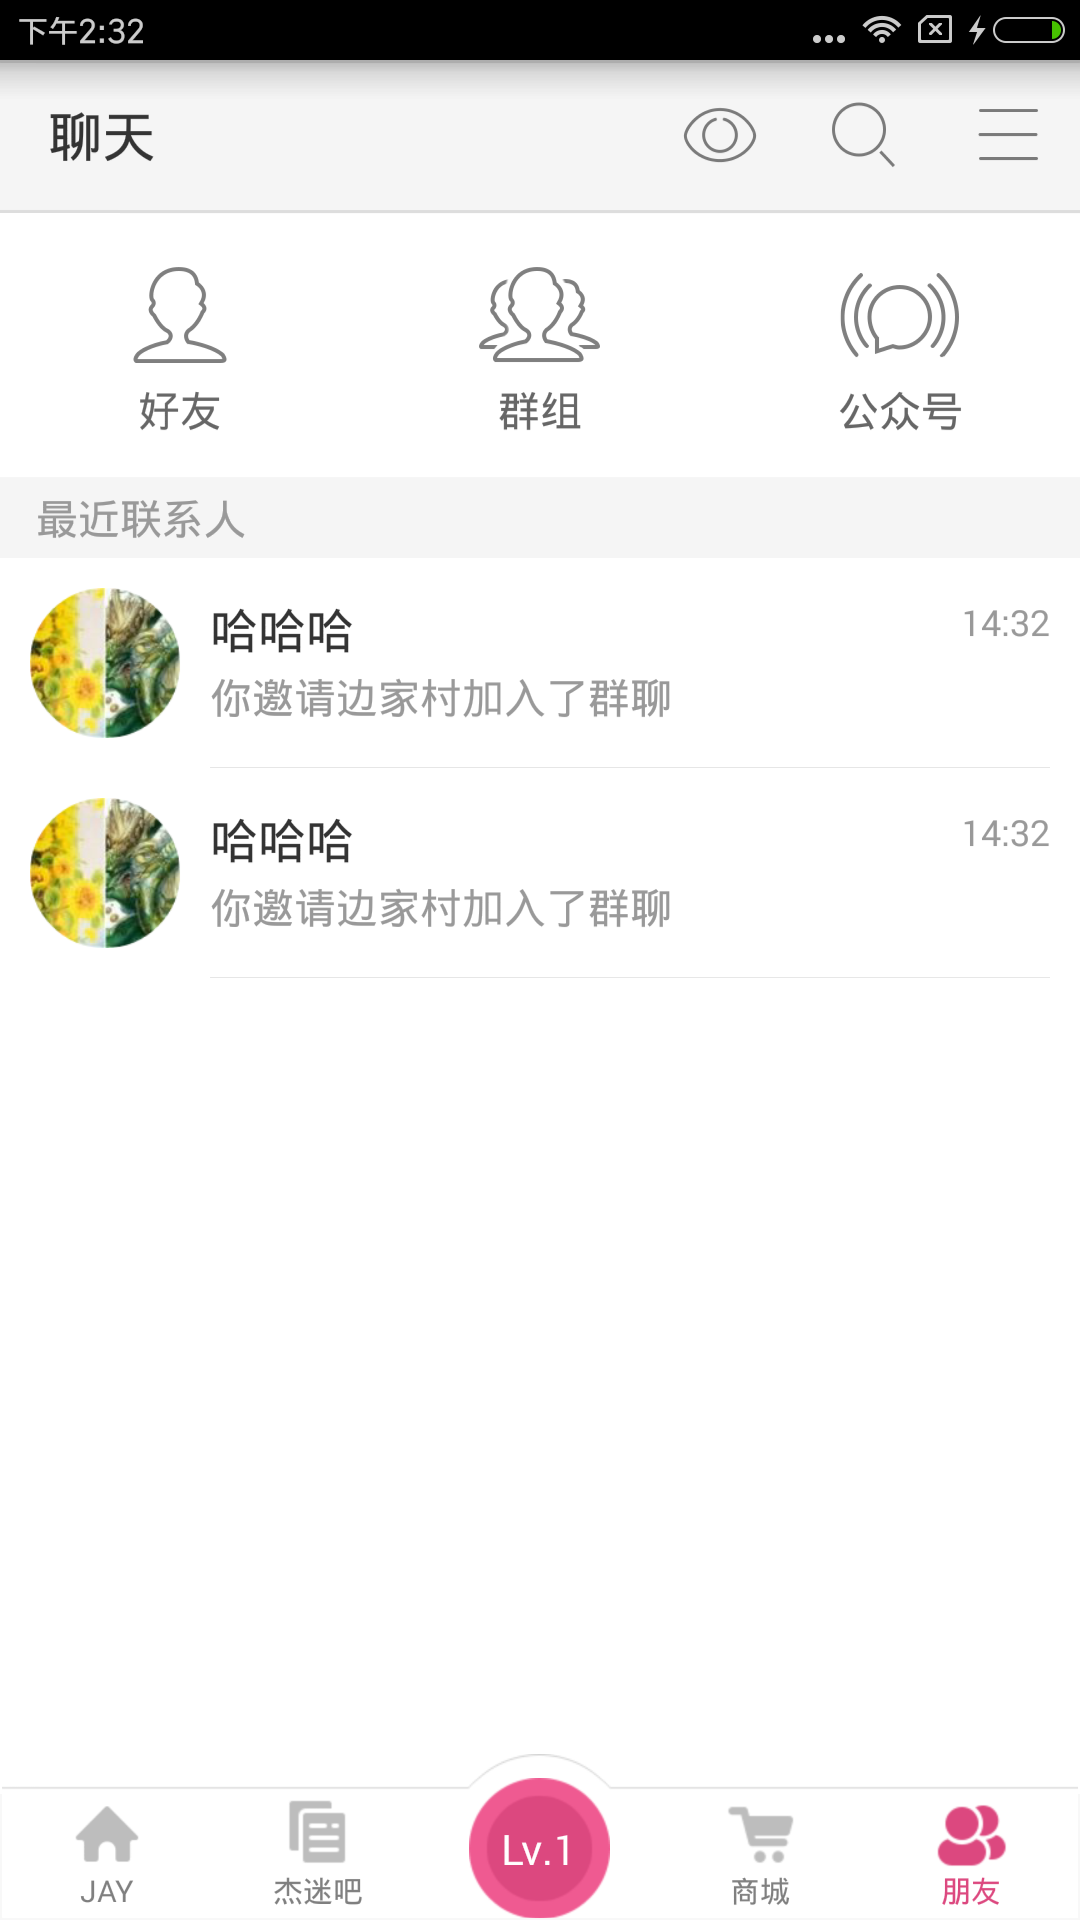 下午2:32
聊天
好友
群组
公众号
最近联系人
哈哈哈
14:32
你邀请边家村加入了群聊
哈哈哈
14:32
你邀请边家村加入了群聊
JAY
杰迷吧
Lv.1
商城
朋友